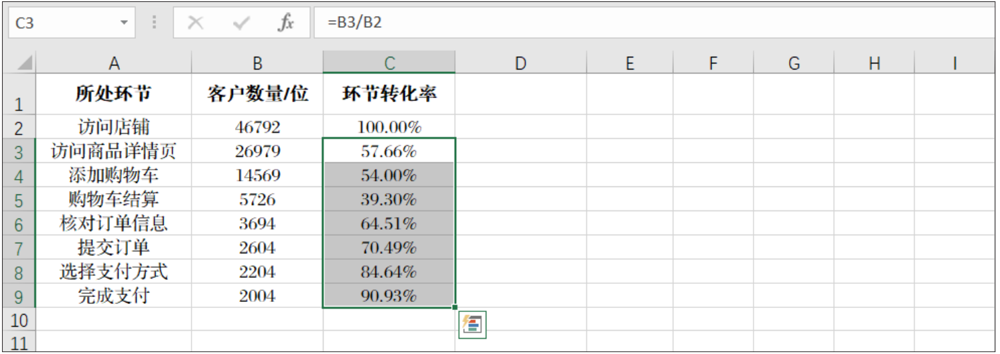 C3 fx =B3/B2
A B C D E F G H I
1 所处环节 客户数量/位 环节转化率
2 访问店铺 46792 100.00%
3 访问商品详情页 26979 57.66%
4 添加购物车 14569 54.00%
5 购物车结算 5726 39.30%
6 核对订单信息 3694 64.51%
7 提交订单 2604 70.49%
8 选择支付方式 2204 84.64%
9 完成支付 2004 90.93%
10
11